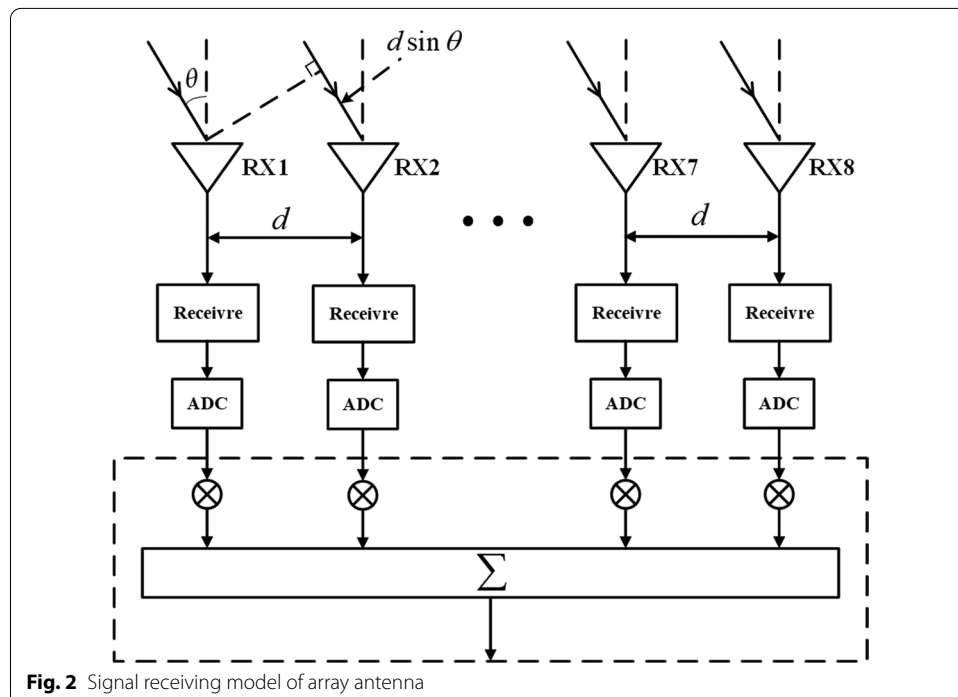 d sin θ
θ
RX1 RX2 RX7 RX8
d d
Receivre Receivre Receivre Receivre
ADC ADC ADC ADC
Σ
Fig. 2 Signal receiving model of array antenna